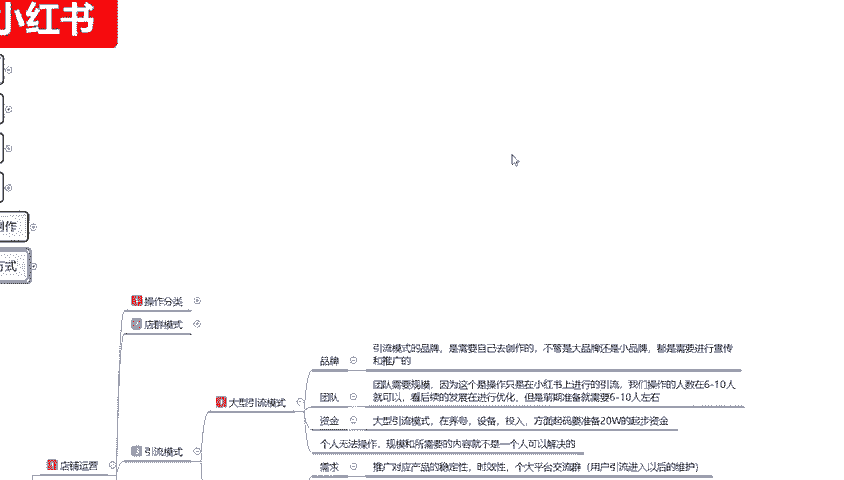 小红书
创作
方式
操作分类
店群模式
引流模式的品牌，是需要自己去创作的，不管是大品牌还是小品牌，都是需要进行宣传
和推广的
品牌
团队需要规模，因为这个是操作只是在小红书上进行的引流，我们操作的人数在6-10人
就可以，看后续的发展在进行优化，但是前期准备就需要6-10人左右
团队
大型引流模式
资金
大型引流模式，在养号，设备，投入，方面起码要准备20W的起步资金
个人无法操作，规模和所需要的内容就不是一个人可以解决的
引流模式
店铺运营
需求
推广对应产品的稳定性，时效性，个大平台交流群（用户引流进入以后的维护）